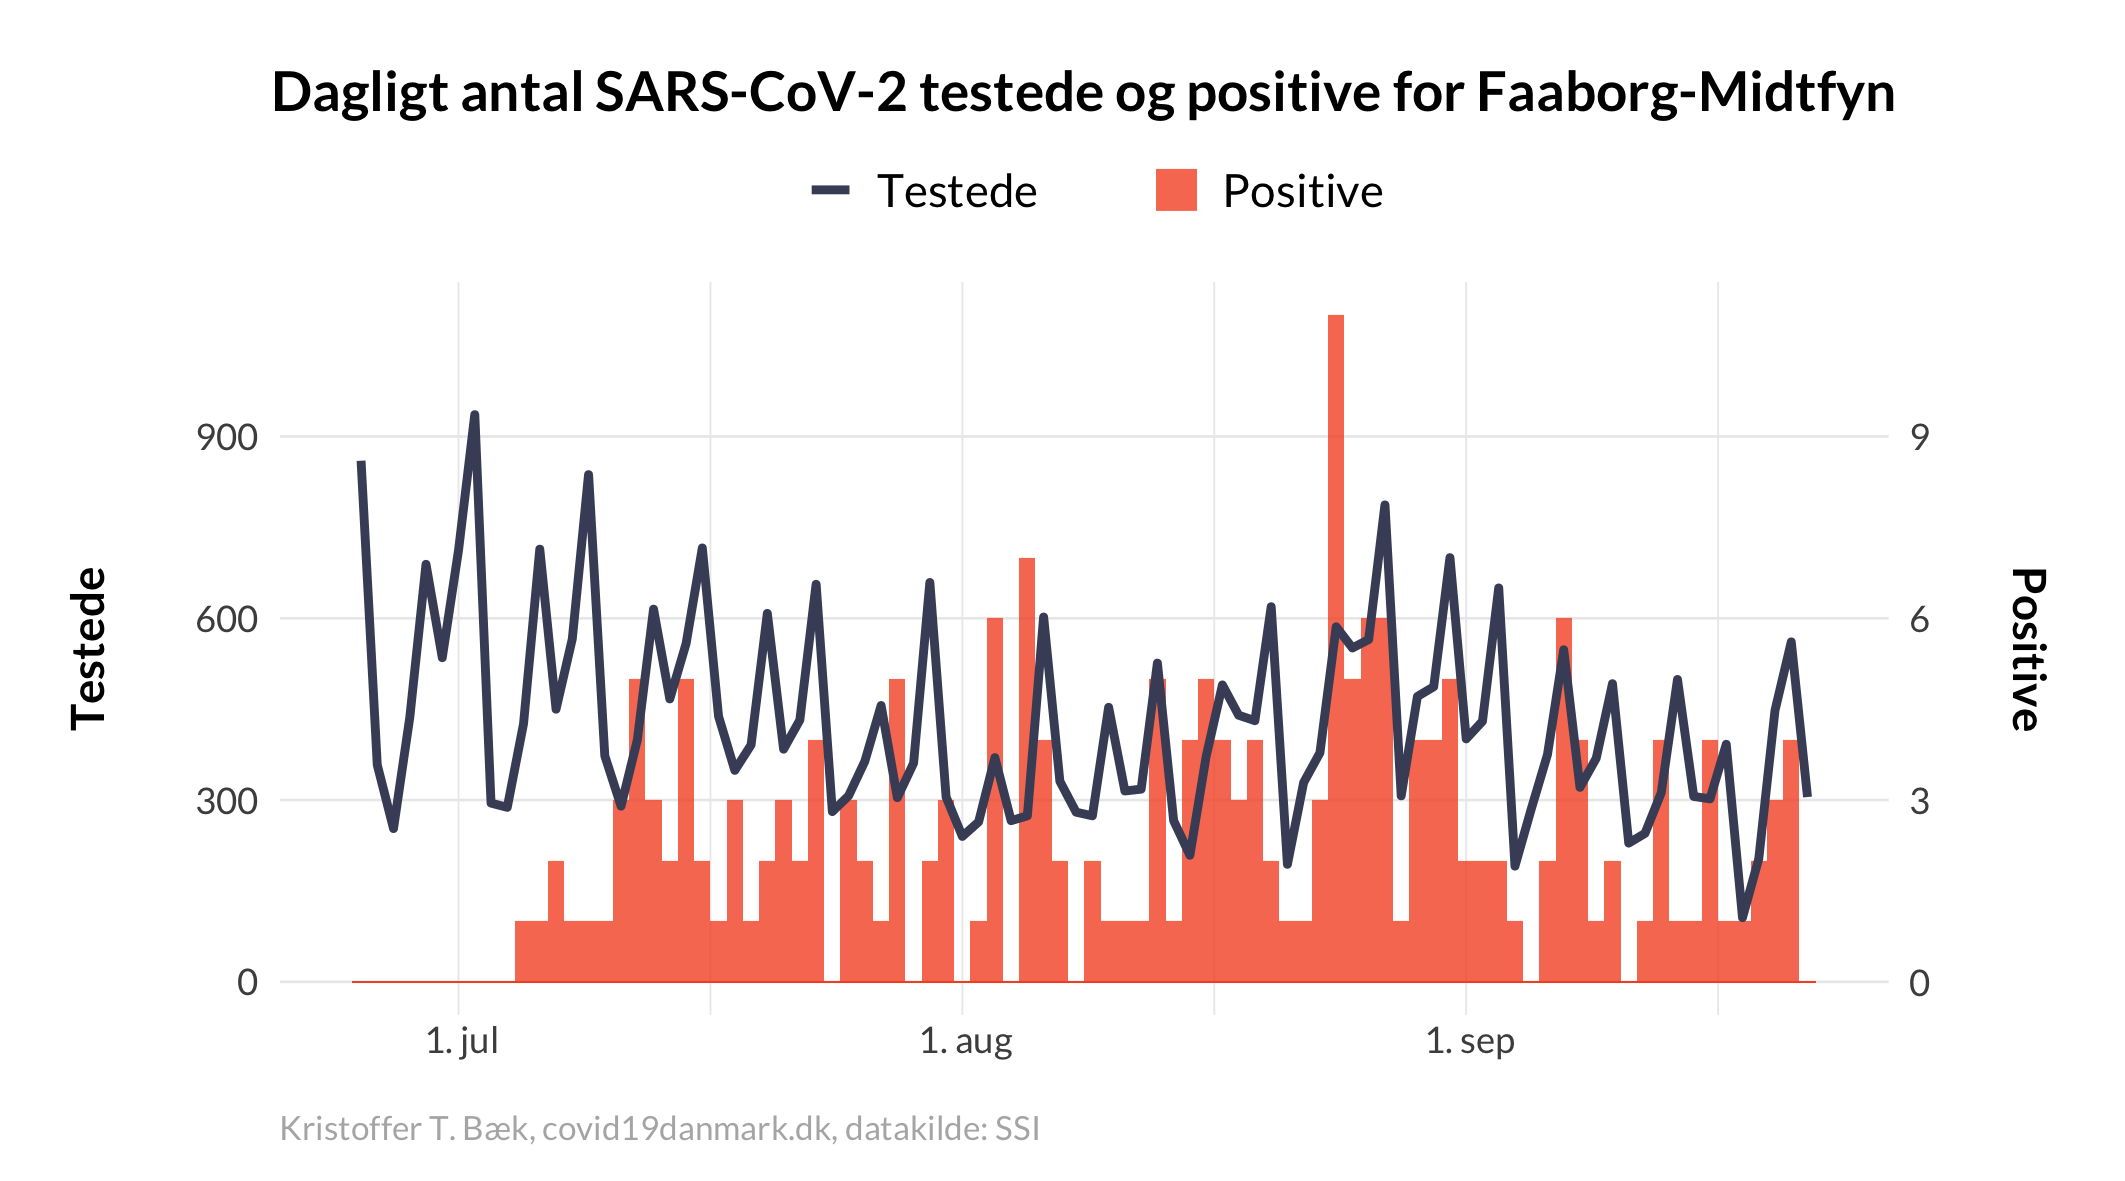 Dagligt antal SARS-CoV-2 testede og positive for Faaborg-Midtfyn
Testede
Positive
Testede
900
600
300
0
9
6
3
0
Positive
1. jul
1. aug
1. sep
Kristoffer T. Bæk, covid19danmark.dk, datakilde: SSI